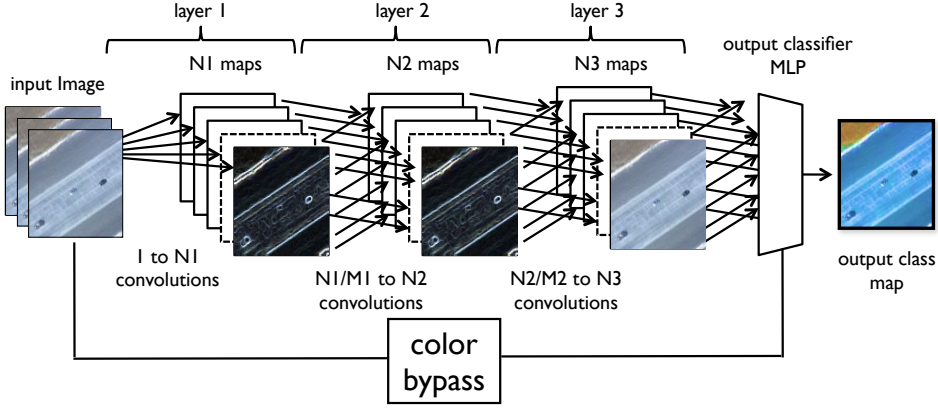 layer 1
layer 2
layer 3
output classifier
MLP
N1 maps
N2 maps
N3 maps
input Image
1 to N1
convolutions
N1/M1 to N2
convolutions
N2/M2 to N3
convolutions
output class
map
color
bypass